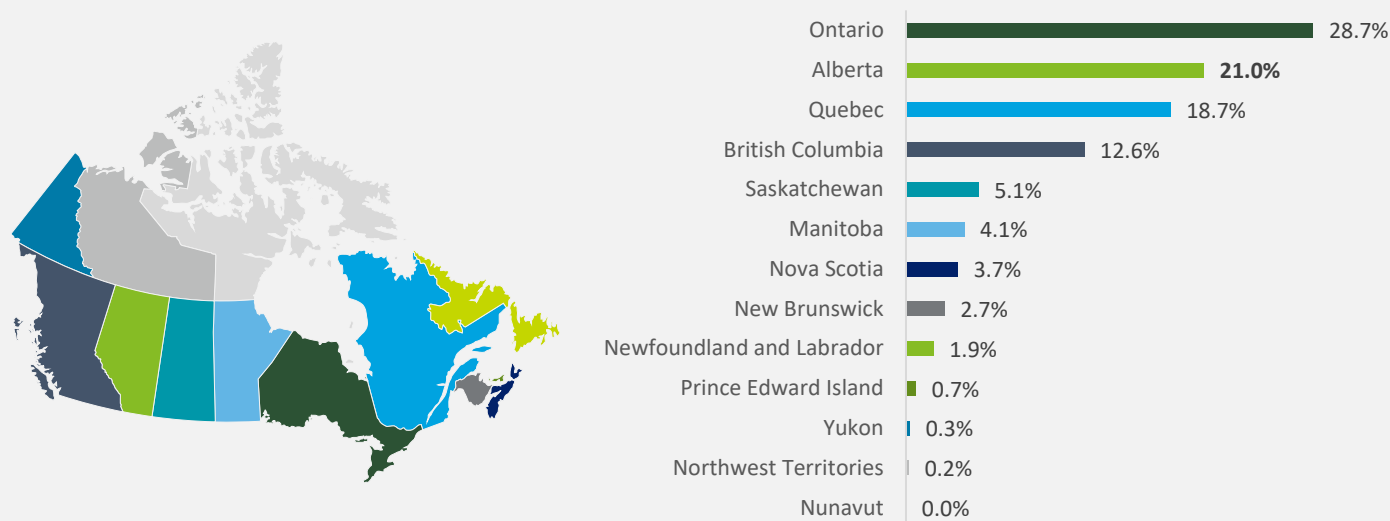 Ontario 28.7%
Alberta 21.0%
Quebec 18.7%
British Columbia 12.6%
Saskatchewan 5.1%
Manitoba 4.1%
Nova Scotia 3.7%
New Brunswick 2.7%
Newfoundland and Labrador 1.9%
Prince Edward Island 0.7%
Yukon 0.3%
Northwest Territories 0.2%
Nunavut 0.0%